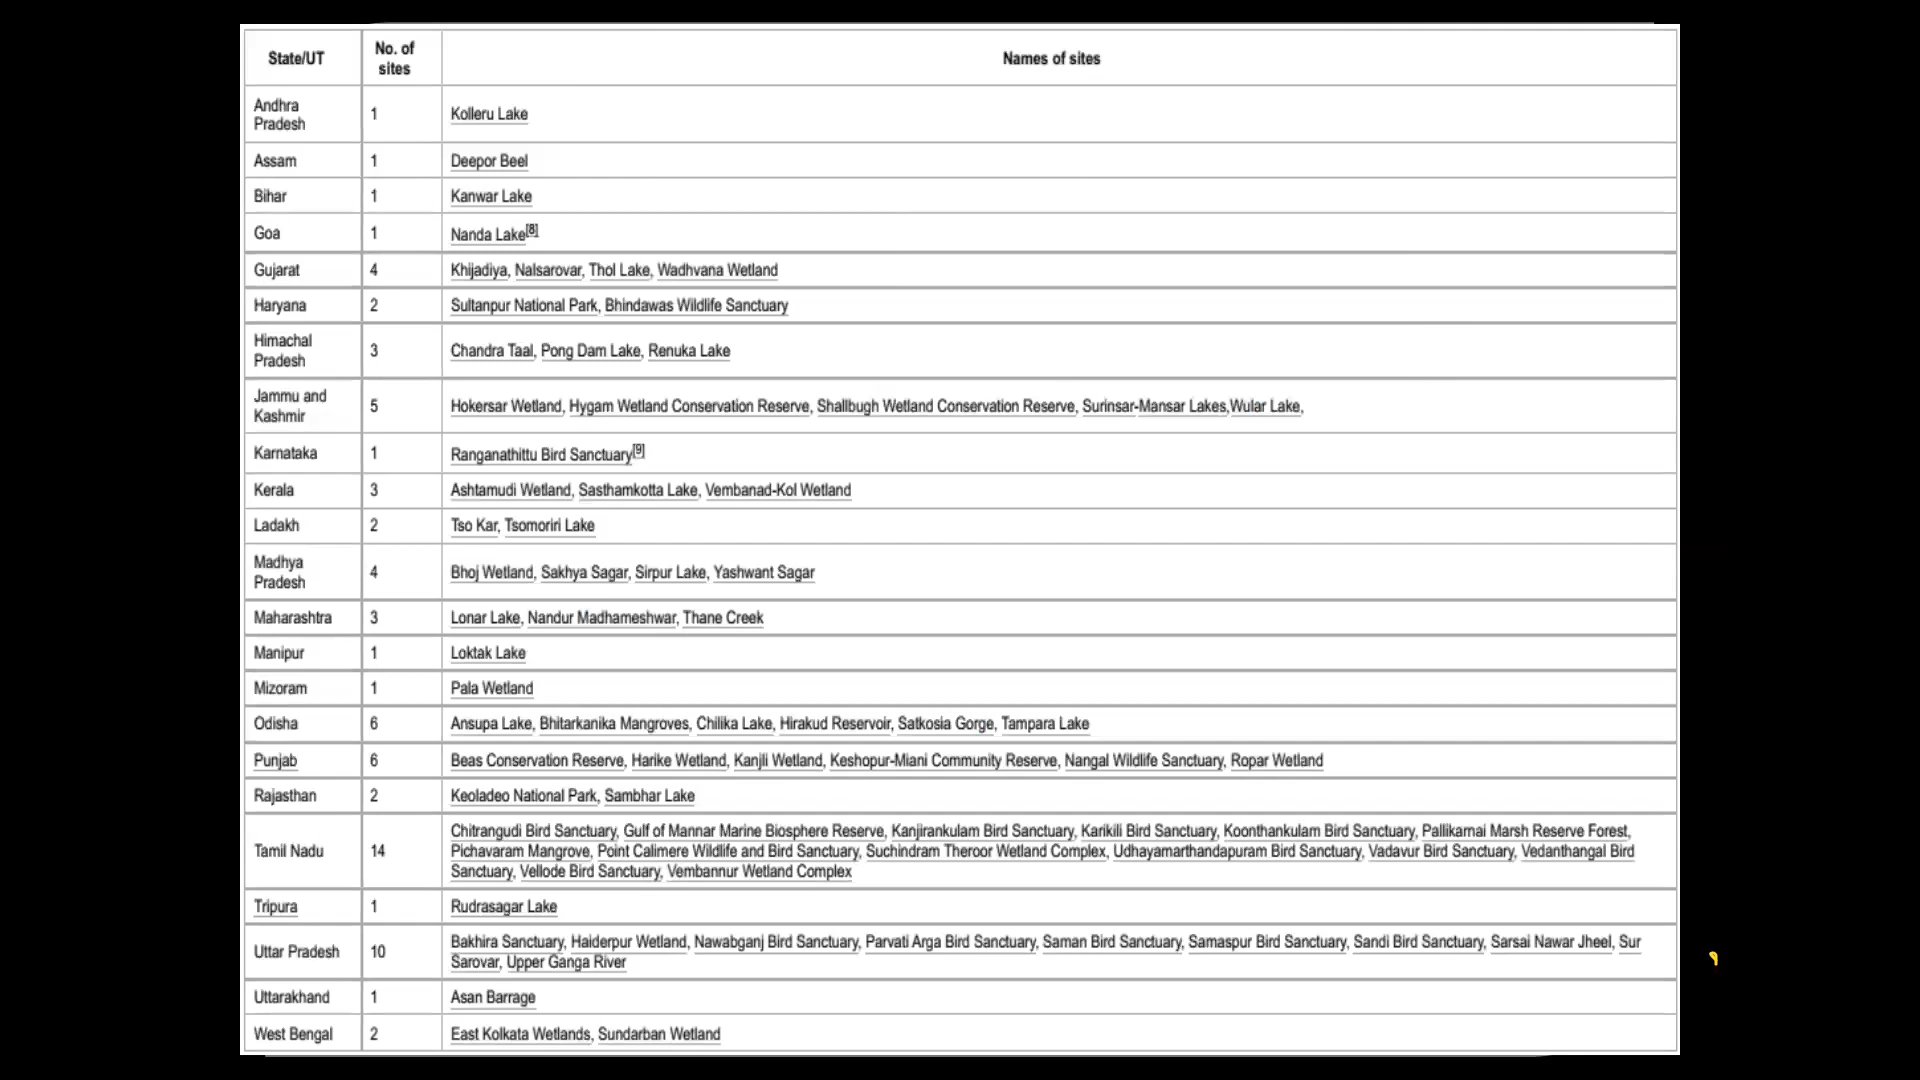 State/UT No. of sites Names of sites
Andhra Pradesh 1 Kolleru Lake
Assam 1 Deepor Beel
Bihar 1 Kanwar Lake
Goa 1 Nanda Lake[8]
Gujarat 4 Khijadiya, Nalsarovar, Thol Lake, Wadhvana Wetland
Haryana 2 Sultanpur National Park, Bhindawas Wildlife Sanctuary
Himachal Pradesh 3 Chandra Taal, Pong Dam Lake, Renuka Lake
Jammu and Kashmir 5 Hokersar Wetland, Hygam Wetland Conservation Reserve, Shallbugh Wetland Conservation Reserve, Surinsar-Mansar Lakes,Wular Lake,
Karnataka 1 Ranganathittu Bird Sanctuary[9]
Kerala 3 Ashtamudi Wetland, Sasthamkotta Lake, Vembanad-Kol Wetland
Ladakh 2 Tso Kar, Tsomoriri Lake
Madhya Pradesh 4 Bhoj Wetland, Sakhya Sagar, Sirpur Lake, Yashwant Sagar
Maharashtra 3 Lonar Lake, Nandur Madhameshwar, Thane Creek
Manipur 1 Loktak Lake
Mizoram 1 Pala Wetland
Odisha 6 Ansupa Lake, Bhitarkanika Mangroves, Chilika Lake, Hirakud Reservoir, Satkosia Gorge, Tampara Lake
Punjab 6 Beas Conservation Reserve, Harike Wetland, Kanjli Wetland, Keshopur-Miani Community Reserve, Nangal Wildlife Sanctuary, Ropar Wetland
Rajasthan 2 Keoladeo National Park, Sambhar Lake
Tamil Nadu 14 Chitrangudi Bird Sanctuary, Gulf of Mannar Marine Biosphere Reserve, Kanjirankulam Bird Sanctuary, Karikili Bird Sanctuary, Koonthankulam Bird Sanctuary, Pallikarnai Marsh Reserve Forest,
Pichavaram Mangrove, Point Calimere Wildlife and Bird Sanctuary, Suchindram Theroor Wetland Complex, Udhayamarthandapuram Bird Sanctuary, Vadavur Bird Sanctuary, Vedanthangal Bird
Sanctuary, Vellode Bird Sanctuary, Vembannur Wetland Complex
Tripura 1 Rudrasagar Lake
Uttar Pradesh 10 Bakhira Sanctuary, Haiderpur Wetland, Nawabganj Bird Sanctuary, Parvati Arga Bird Sanctuary, Saman Bird Sanctuary, Samaspur Bird Sanctuary, Sandi Bird Sanctuary, Sarsai Nawar Jheel, Sur
Sarovar, Upper Ganga River
Uttarakhand 1 Asan Barrage
West Bengal 2 East Kolkata Wetlands, Sundarban Wetland